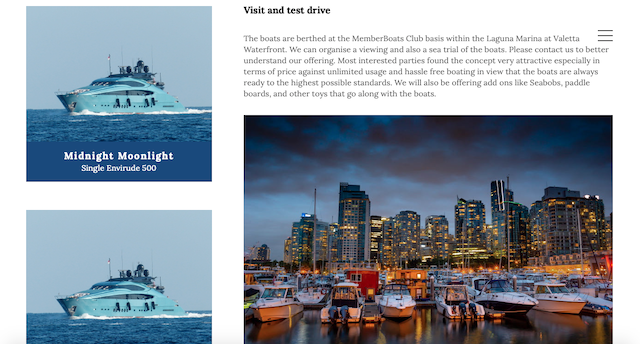 Visit and test drive
The boats are berthed at the MemberBoats Club basis within the Laguna Marina at Valetta
Waterfront. We can organise a viewing and also a sea trial of the boats. Please contact us to better
understand our offering. Most interested parties found the concept very attractive especially in
terms of price against unlimited usage and hassle free boating in view that the boats are always
ready to the highest possible standards. We will also be offering add ons like Seabobs, paddle
boards, and other toys that go along with the boats.
Midnight Moonlight
Single Envirude 500